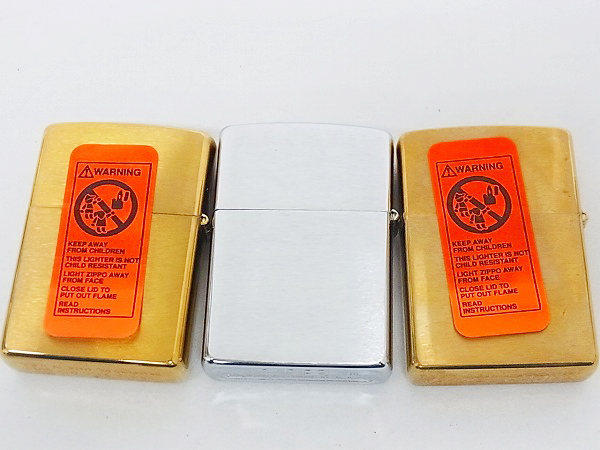 WARNING
KEEP AWAY
FROM CHILDREN
THIS LIGHTER IS NOT
CHILD RESISTANT
LIGHT ZIPPO AWAY
FROM FACE
CLOSE LID TO
PUT OUT FLAME
READ
INSTRUCTIONS
WARNING
KEEP AWAY
FROM CHILDREN
THIS LIGHTER IS NOT
CHILD RESISTANT
LIGHT ZIPPO AWAY
FROM FACE
CLOSE LID TO
PUT OUT FLAME
READ
INSTRUCTIONS